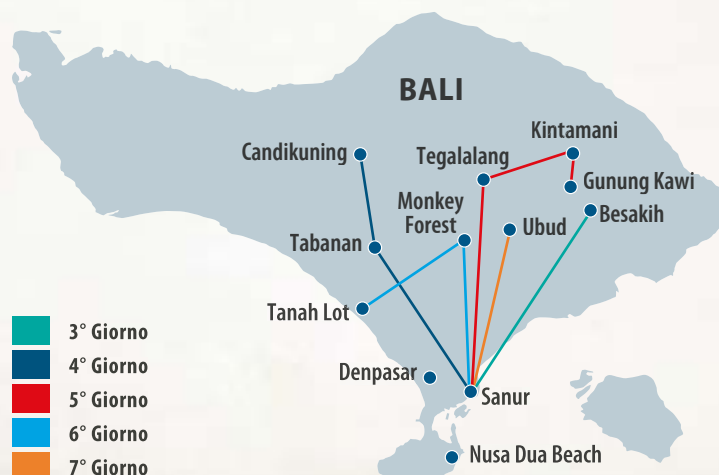 BALI
Kintamani
Candikuning
Tegalalang
Gunung Kawi
Monkey
Forest
Besakih
Ubud
Tabanan
Tanah Lot
3° Giorno
4° Giorno
Denpasar
5° Giorno
Sanur
6° Giorno
Nusa Dua Beach
7° Giorno